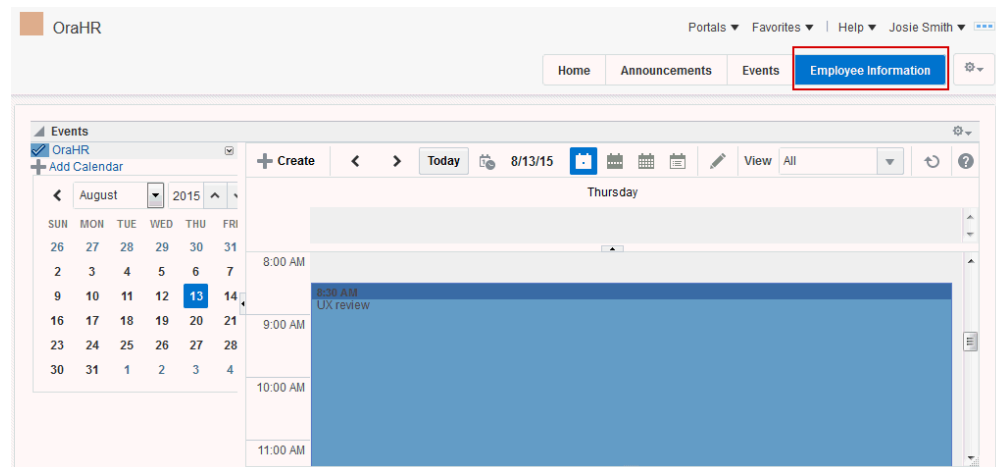 OraHR
Portals Favorites | Help Josie Smith
Home Announcements Events Employee Information
Events
OraHR
Add Calendar
Create Today 8/13/15 View All
August 2015
Thursday
SUN MON TUE WED THU FRI
26 27 28 29 30 31
2 3 4 5 6 7
9 10 11 12 13 14
16 17 18 19 20 21
23 24 25 26 27 28
30 31 1 2 3 4
8:00 AM
8:30 AM
UX review
9:00 AM
10:00 AM
11:00 AM